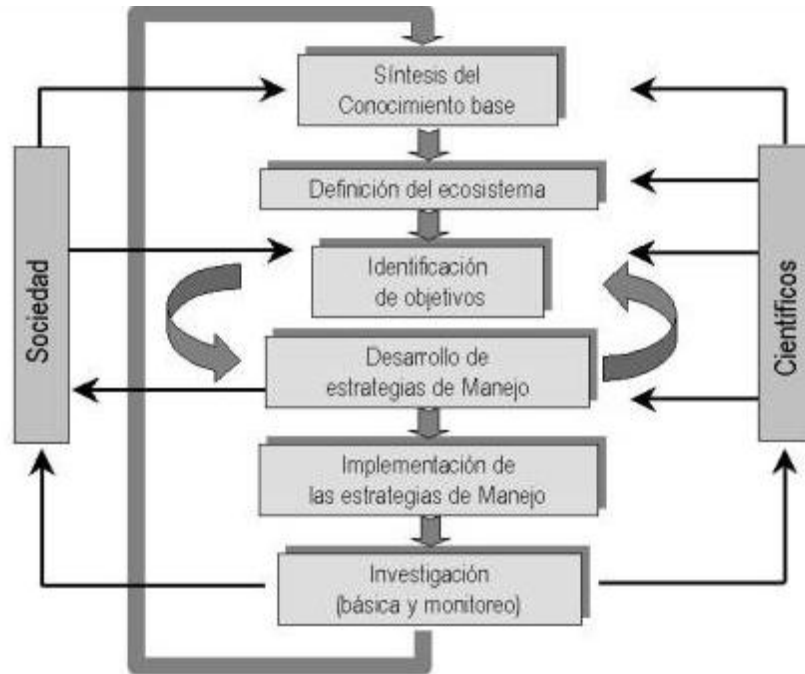 Síntesis del
Conocimiento base
Definición del ecosistema
Identificación
de objetivos
Desarrollo de
estrategias de Manejo
Implementación de
las estrategias de Manejo
Investigación
(básica y monitoreo)
Sociedad
Científicos